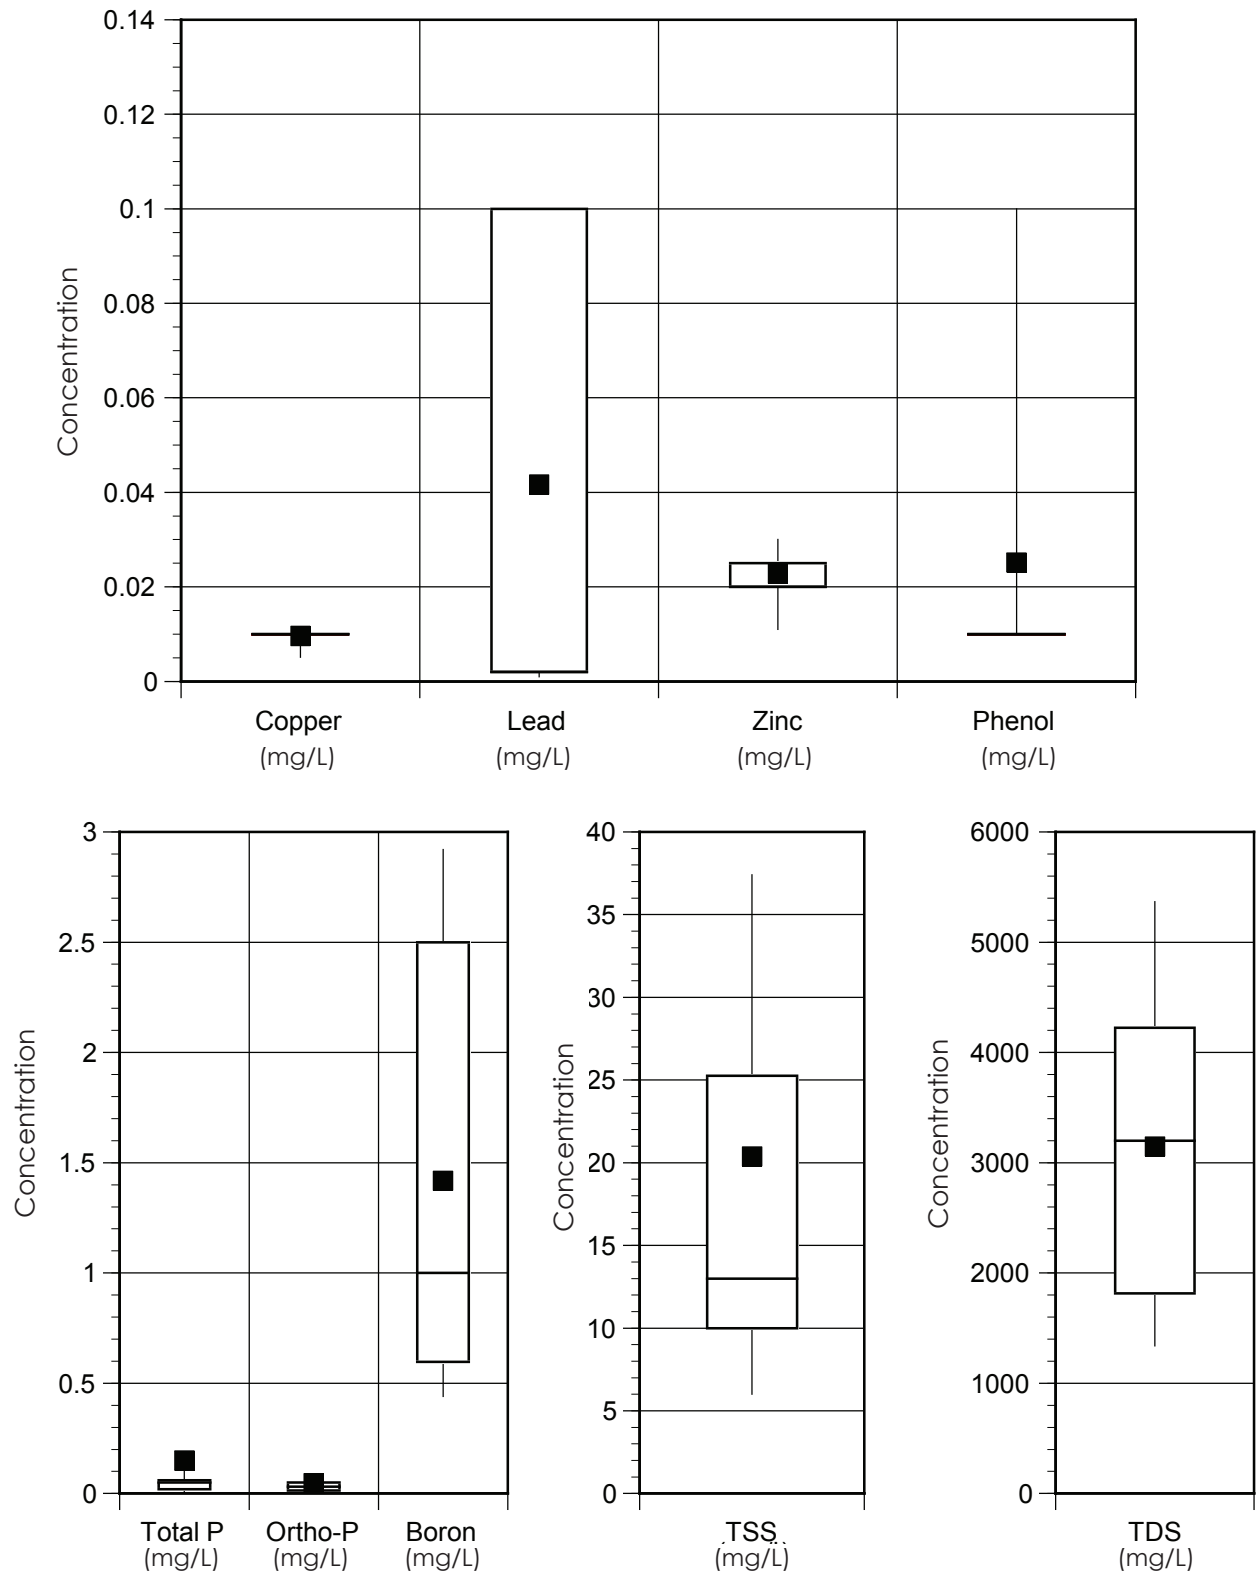 0.14
0.12
0.1
0.08
0.06
0.04
0.02
0
Concentration
Copper Lead Zinc Phenol
(mg/L) (mg/L) (mg/L) (mg/L)
3
2.5
2
1.5
1
0.5
0
Concentration
Total P Ortho-P Boron
(mg/L) (mg/L) (mg/L)
40
35
30
25
20
15
10
5
0
Concentration
TSS
(mg/L)
6000
5000
4000
3000
2000
1000
0
Concentration
TDS
(mg/L)